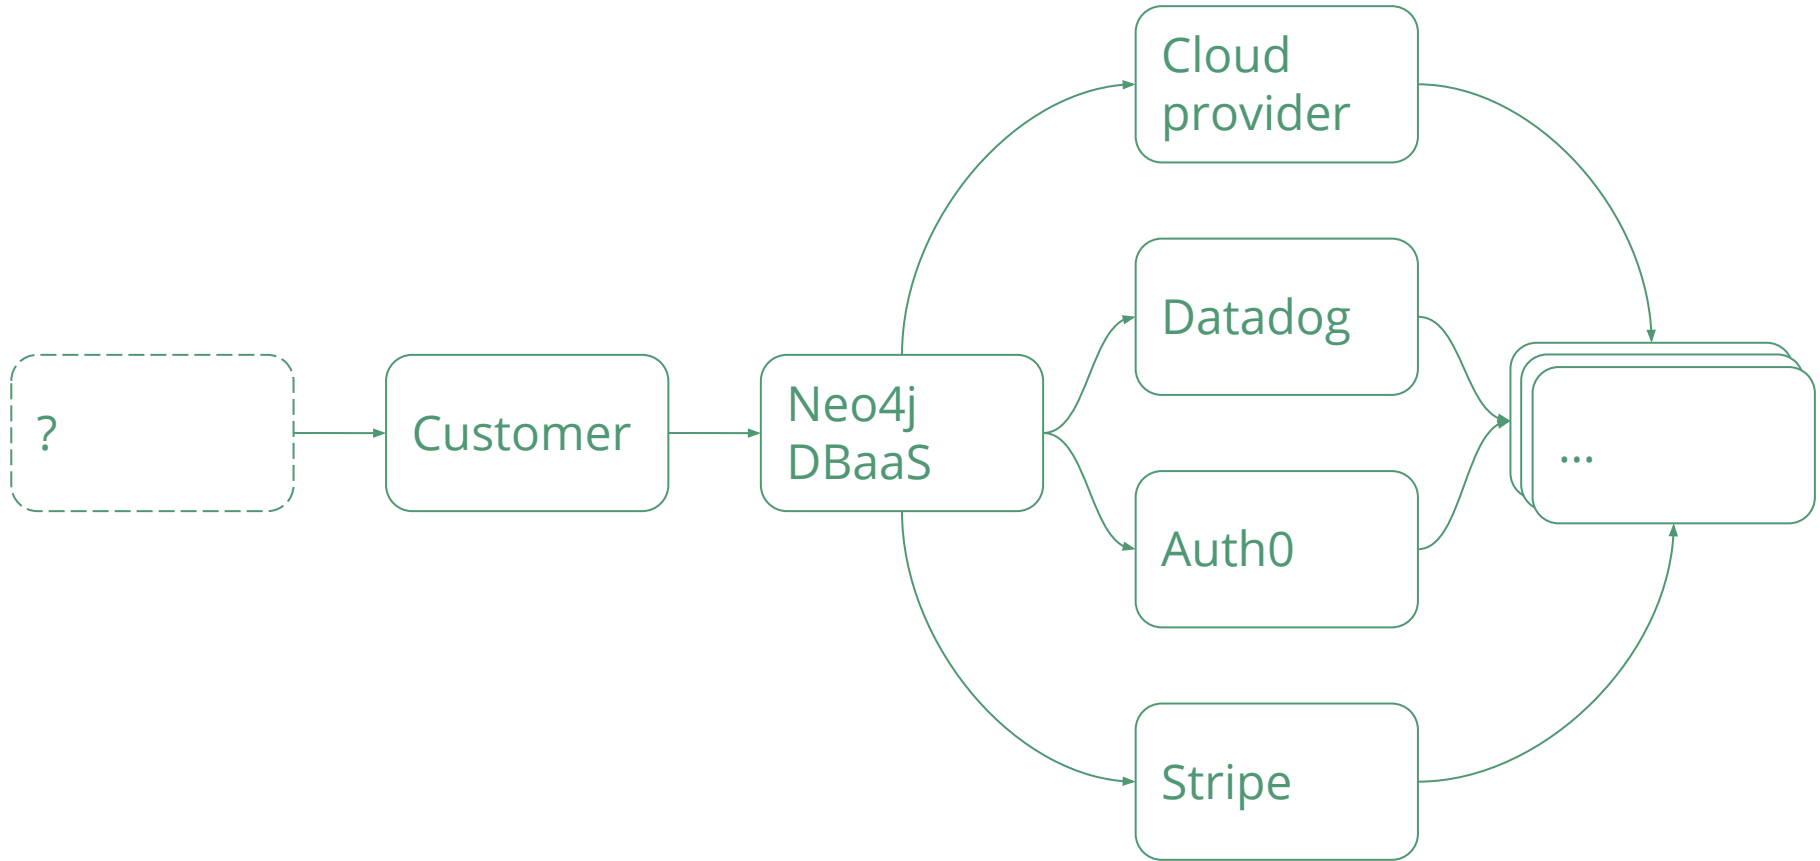 ?
Customer
Neo4j
DBaaS
Cloud
provider
Datadog
Auth0
Stripe
...